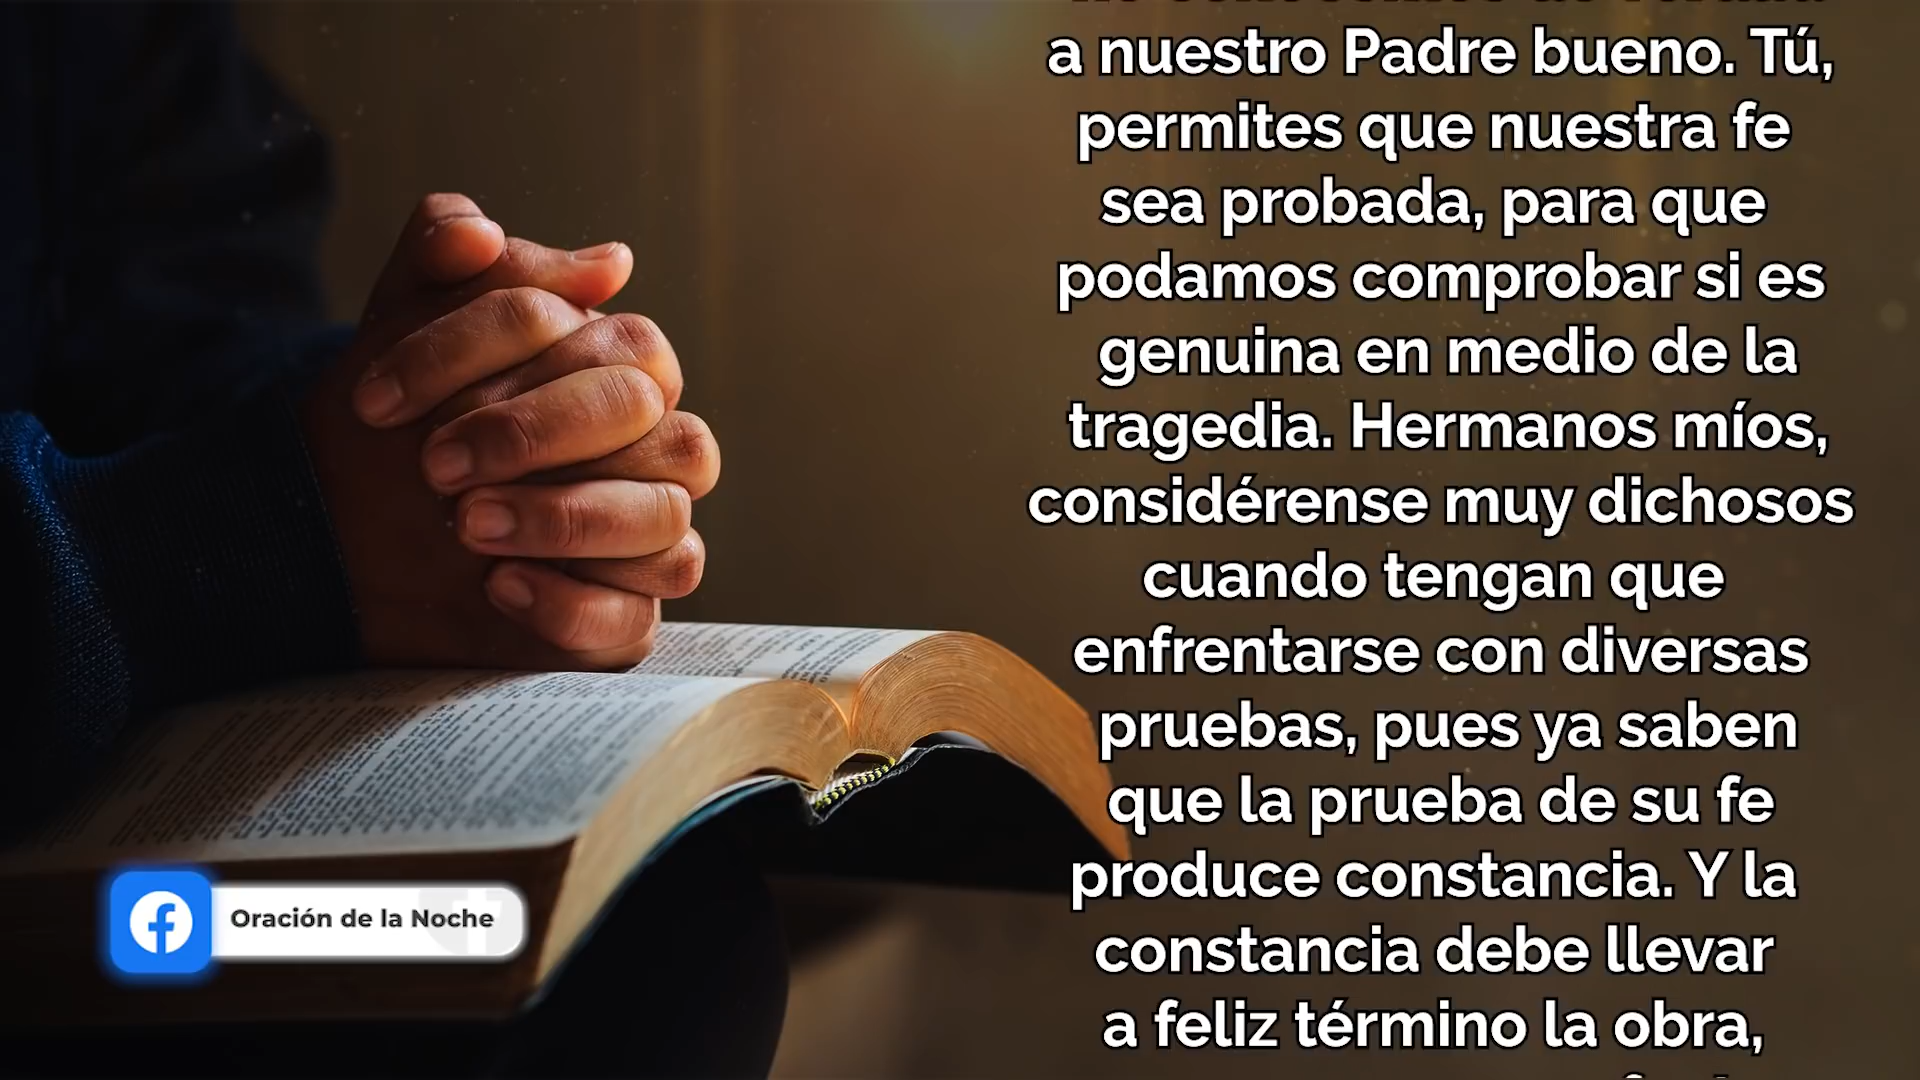 a nuestro Padre bueno. Tú,
permites que nuestra fe
sea probada, para que
podamos comprobar si es
genuina en medio de la
tragedia. Hermanos míos,
considérense muy dichosos
cuando tengan que
enfrentarse con diversas
pruebas, pues ya saben
que la prueba de su fe
produce constancia. Y la
constancia debe llevar
a feliz término la obra,
Oración de la Noche